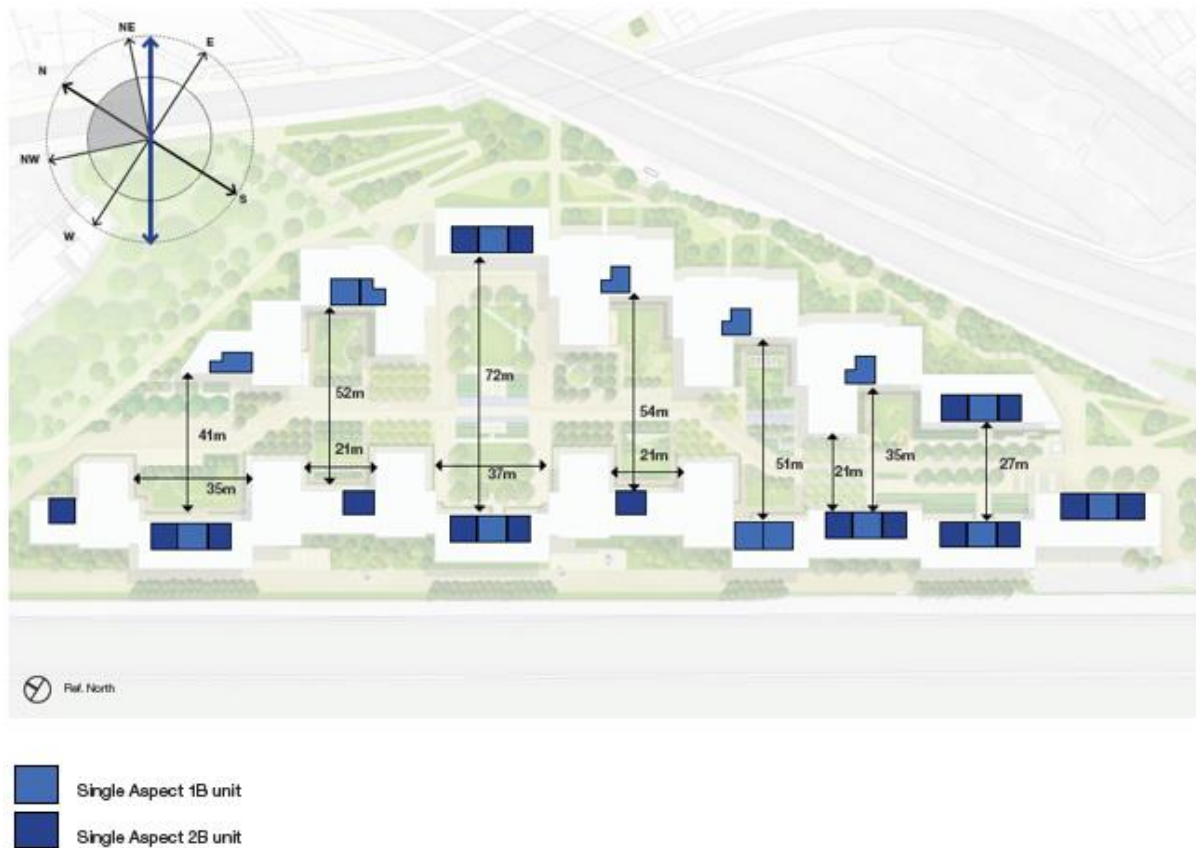 NE
E
N
NW
S
W
72m
52m
54m
41m
21m
37m
21m
51m
21m
35m
27m
35m
Ref. North
Single Aspect 1B unit
Single Aspect 2B unit